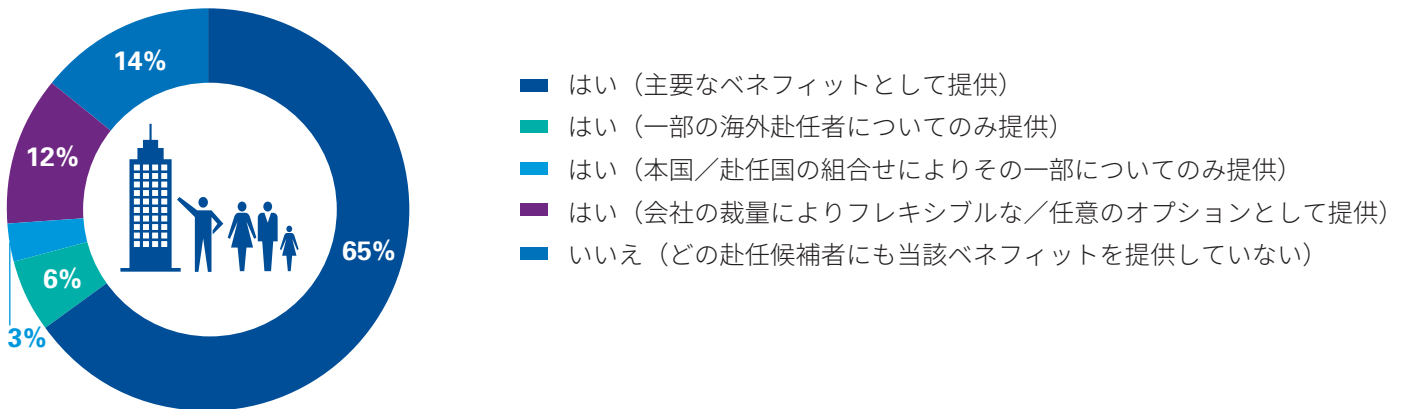 14%
12%
65%
6%
3%
はい（主要なベネフィットとして提供）
はい（一部の海外赴任者についてのみ提供）
はい（本国／赴任国の組合せによりその一部についてのみ提供）
はい（会社の裁量によりフレキシブルな／任意のオプションとして提供）
いいえ（どの赴任候補者にも当該ベネフィットを提供していない）